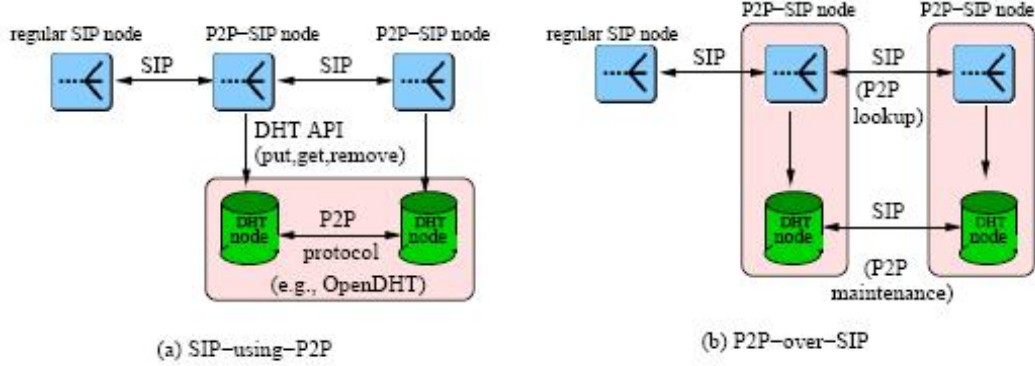 regular SIP node
P2P-SIP node
P2P-SIP node
SIP
SIP
DHT API
(put,get,remove)
DHT
node
P2P
protocol
DHT
node
(e.g., OpenDHT)
(a) SIP-using-P2P
P2P-SIP node
P2P-SIP node
regular SIP node
SIP
SIP
(P2P
lookup)
DHT
node
SIP
DHT
node
(P2P
maintenance)
(b) P2P-over-SIP